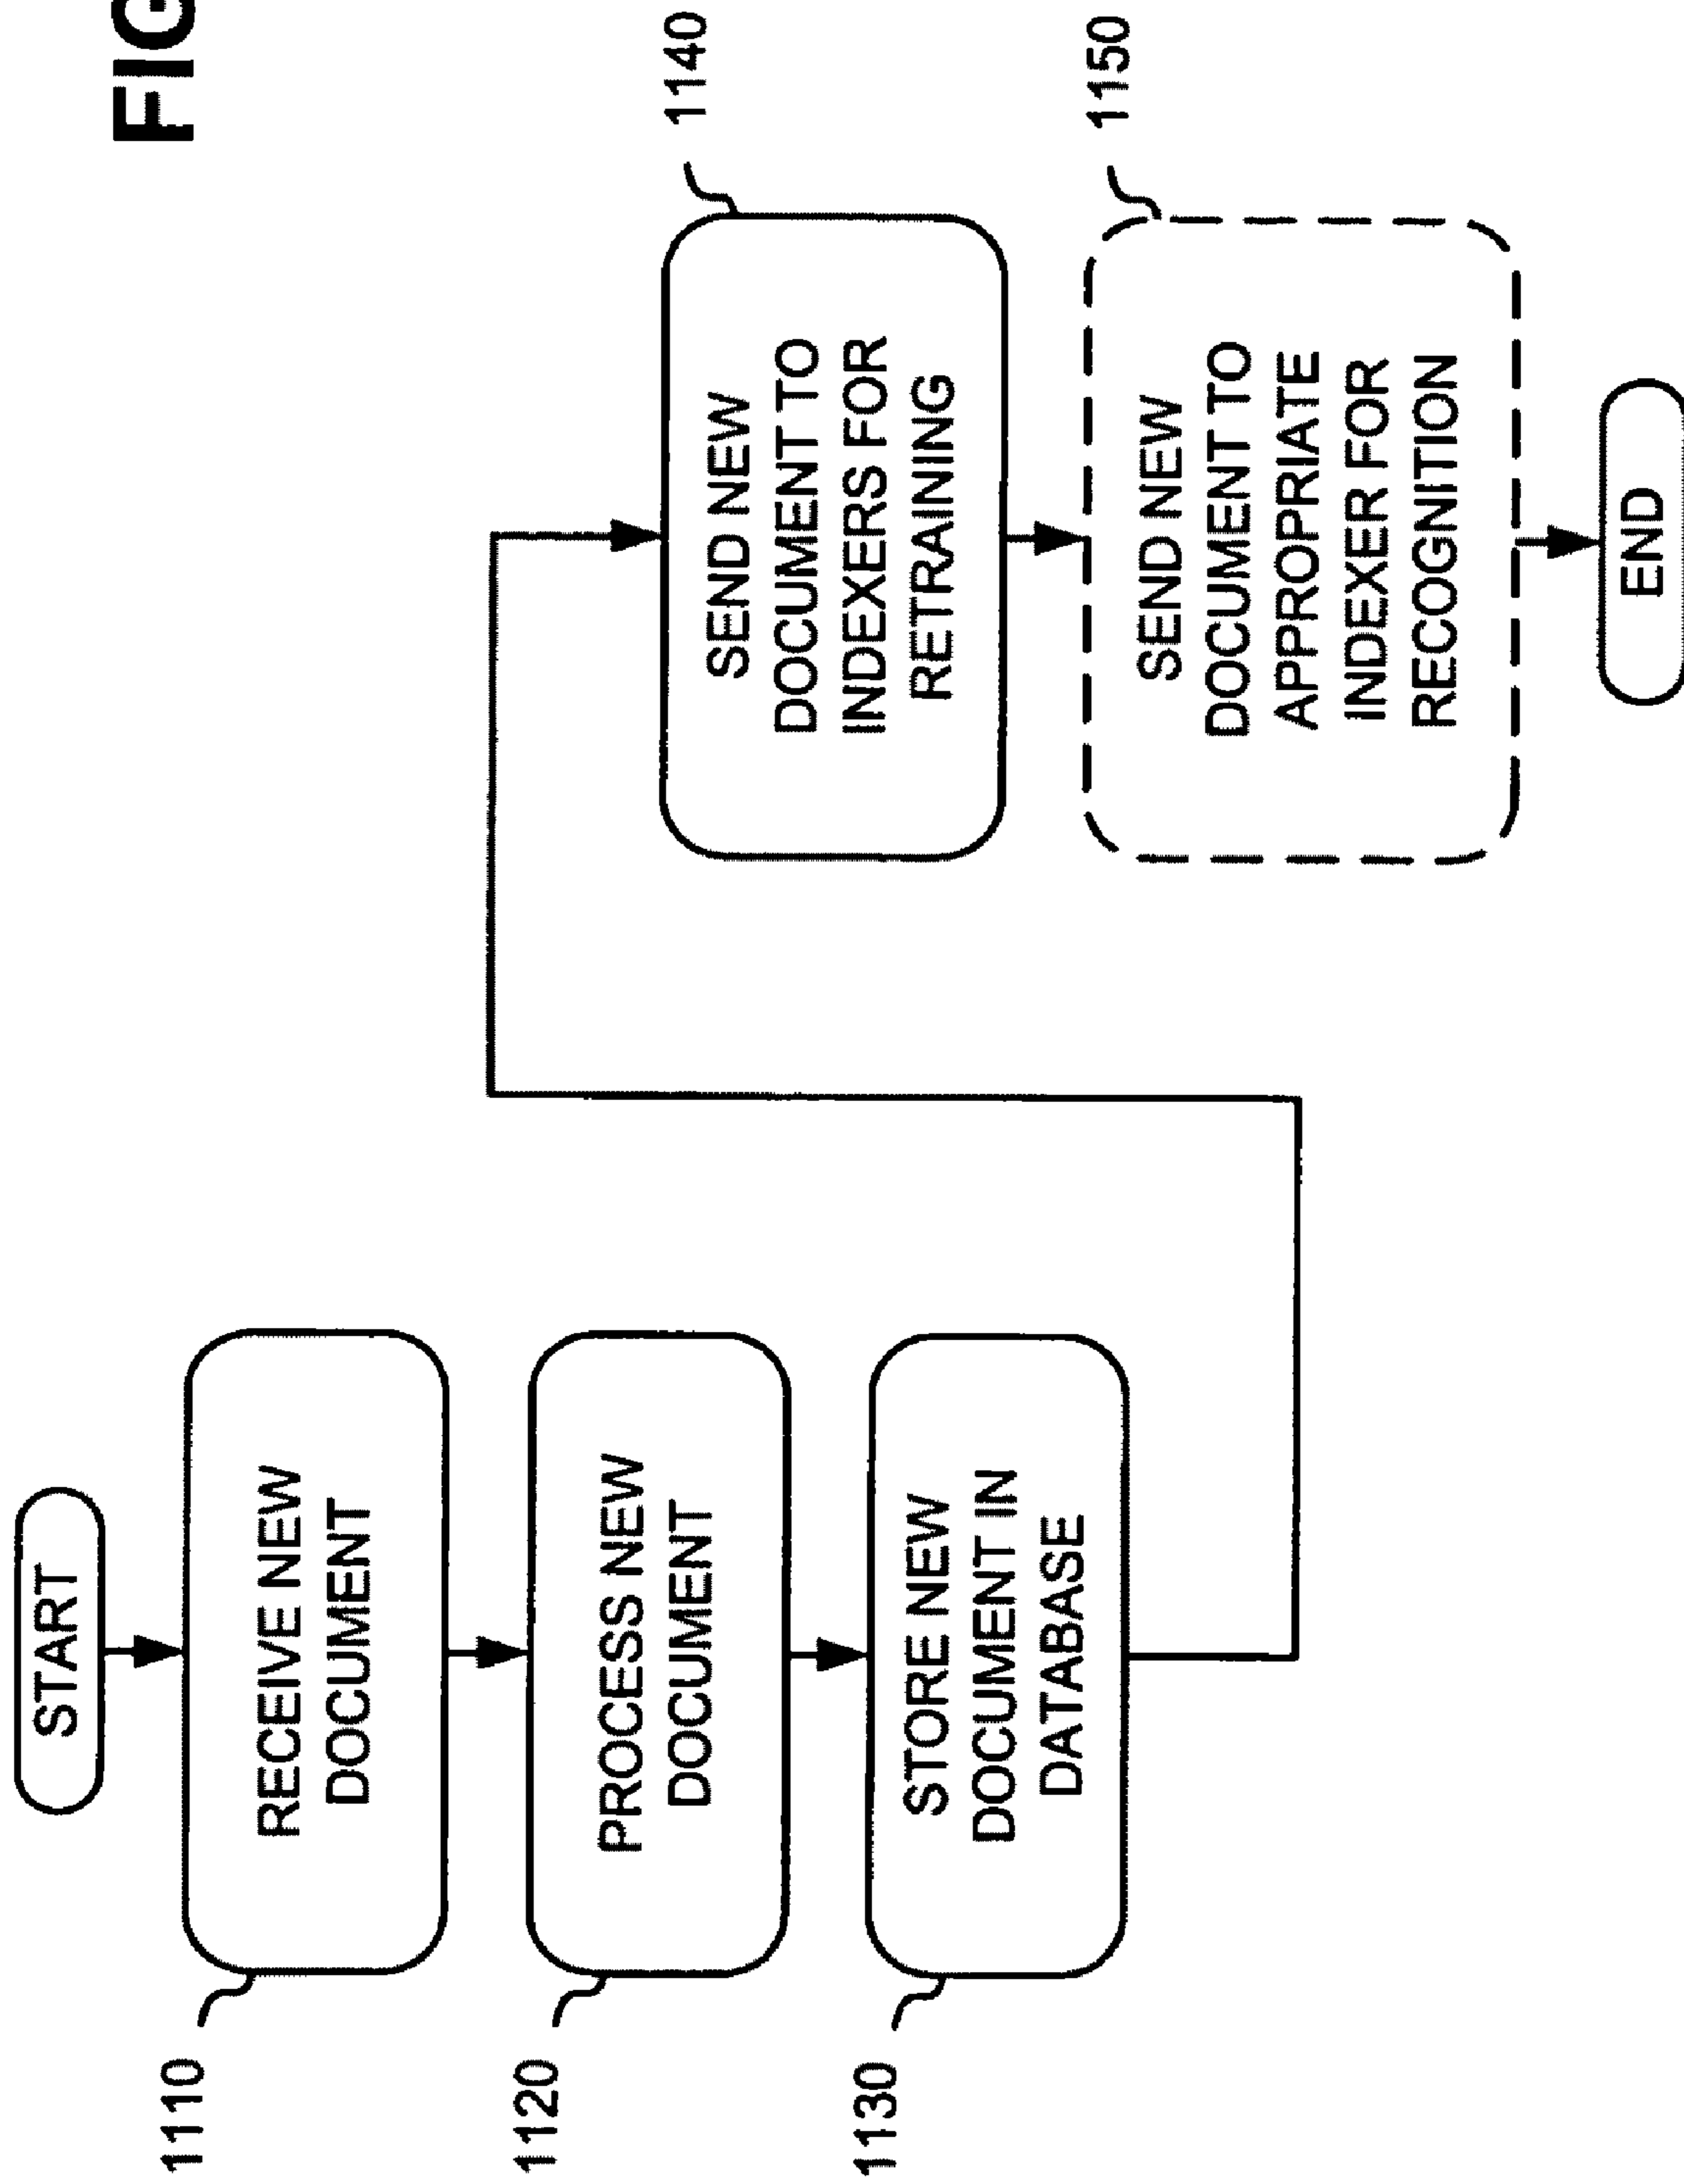 FIG
START
1110
RECEIVE NEW
DOCUMENT
1120
PROCESS NEW
DOCUMENT
1130
STORE NEW
DOCUMENT IN
DATABASE
1140
SEND NEW
DOCUMENT TO
INDEXERS FOR
RETRAINING
1150
SEND NEW
DOCUMENT TO
APPROPRIATE
INDEXER FOR
RECOGNITION
END